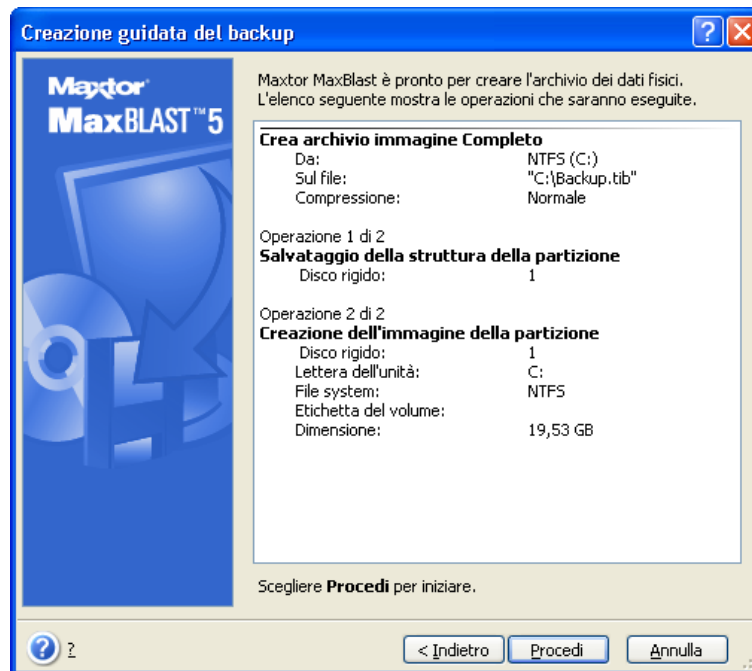 Creazione guidata del backup
Maxtor
MaxBLAST™5
Maxtor MaxBlast è pronto per creare l'archivio dei dati fisici.
L'elenco seguente mostra le operazioni che saranno eseguite.
Crea archivio immagine Completo
Da: NTFS (C:)
Sul file: "C:\Backup.tib"
Compressione: Normale
Operazione 1 di 2
Salvataggio della struttura della partizione
Disco rigido: 1
Operazione 2 di 2
Creazione dell'immagine della partizione
Disco rigido: 1
Lettera dell'unità: C:
File system: NTFS
Etichetta del volume:
Dimensione: 19,53 GB
Scegliere Procedi per iniziare.
? ? < Indietro Procedi Annulla